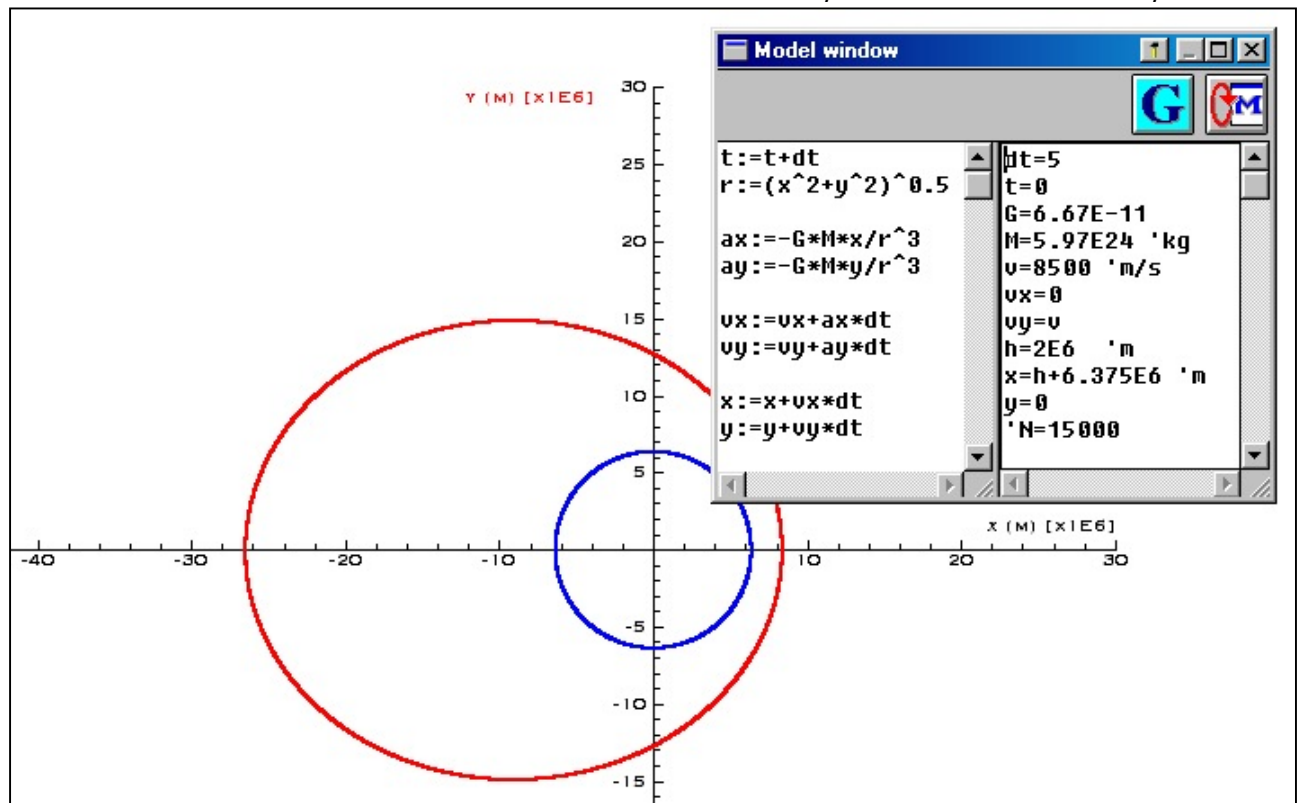 Model window
G
M
t:=t+dt
r:=(x^2+y^2)^0.5
ax:=-G*M*x/r^3
ay:=-G*M*y/r^3
vx:=vx+ax*dt
vy:=vy+ay*dt
x:=x+vx*dt
y:=y+vy*dt
dt=5
t=0
G=6.67E-11
M=5.97E24 'kg
v=8500 'm/s
vx=0
vy=v
h=2E6 'm
x=h+6.375E6 'm
y=0
'N=15000
Y (M) [X1E6]
30
25
20
15
10
5
-5
-10
-15
X (M) [X1E6]
-40 -30 -20 -10 10 20 30